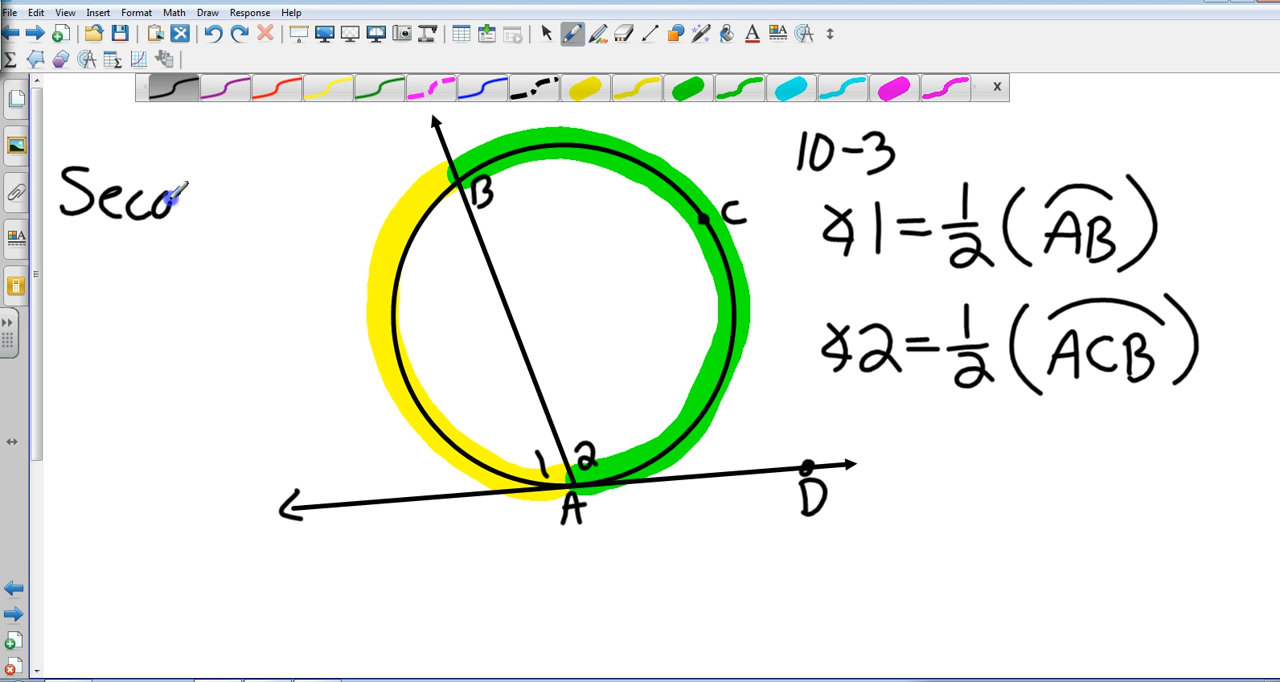 File Edit View Insert Format Math Draw Response Help
x
10-3
Seco
B
C
∡1=1/2(AB)
∡2=1/2(ACB)
1 2
A
D